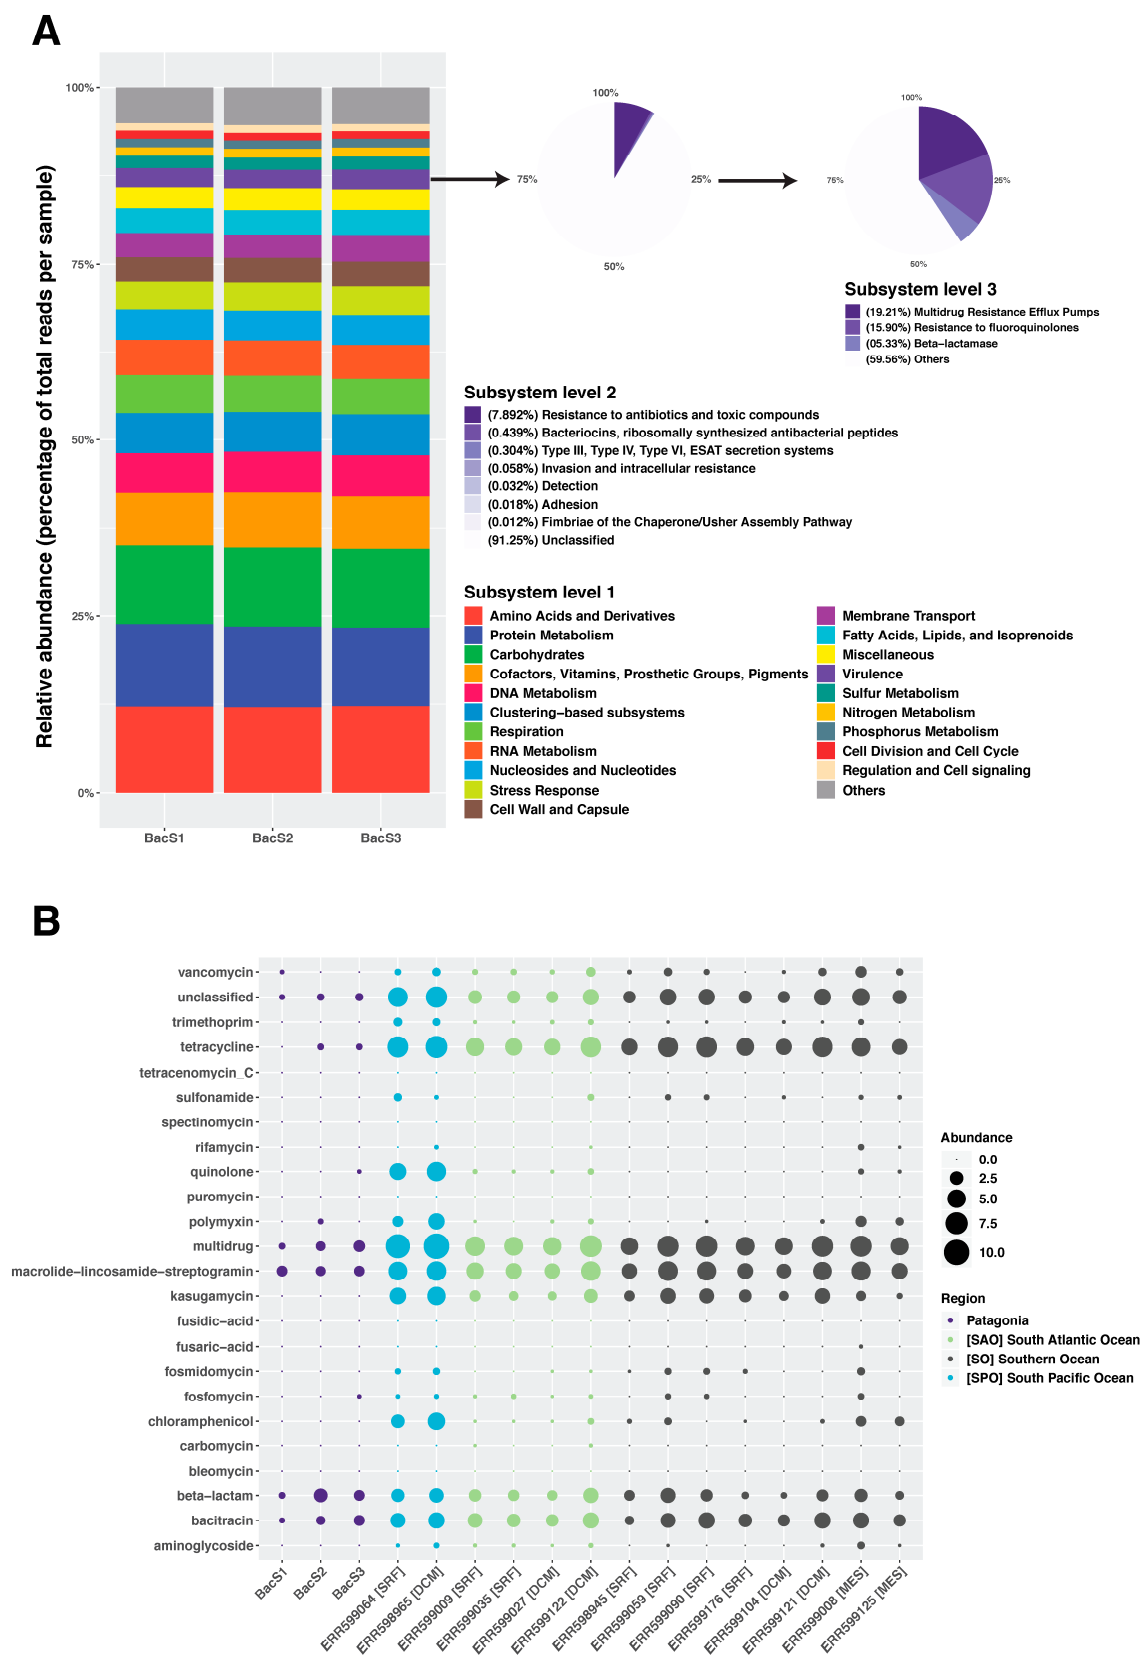 A
Relative abundance (percentage of total reads per sample)
100%
75%
50%
25%
0%
BacS1
BacS2
BacS3
100%
75%
25%
50%
100%
75%
25%
50%
Subsystem level 3
(19.21%) Multidrug Resistance Efflux Pumps
(15.90%) Resistance to fluoroquinolones
(05.33%) Beta-lactamase
(59.56%) Others
Subsystem level 2
(7.892%) Resistance to antibiotics and toxic compounds
(0.439%) Bacteriocins, ribosomally synthesized antibacterial peptides
(0.304%) Type III, Type IV, Type VI, ESAT secretion systems
(0.058%) Invasion and intracellular resistance
(0.032%) Detection
(0.018%) Adhesion
(0.012%) Fimbriae of the Chaperone/Usher Assembly Pathway
(91.25%) Unclassified
Subsystem level 1
Amino Acids and Derivatives
Protein Metabolism
Carbohydrates
Cofactors, Vitamins, Prosthetic Groups, Pigments
DNA Metabolism
Clustering-based subsystems
Respiration
RNA Metabolism
Nucleosides and Nucleotides
Stress Response
Cell Wall and Capsule
Membrane Transport
Fatty Acids, Lipids, and Isoprenoids
Miscellaneous
Virulence
Sulfur Metabolism
Nitrogen Metabolism
Phosphorus Metabolism
Cell Division and Cell Cycle
Regulation and Cell signaling
Others
B
vancomycin
unclassified
trimethoprim
tetracycline
tetracenomycin_C
sulfonamide
spectinomycin
rifamycin
quinolone
puromycin
polymyxin
multidrug
macrolide-lincosamide-streptogramin
kasugamycin
fusidic-acid
fusaric-acid
fosmidomycin
fosfomycin
chloramphenicol
carbomycin
bleomycin
beta-lactam
bacitracin
aminoglycoside
BacS1
BacS2
BacS3
ERR599064 [SRF]
ERR598965 [DCM]
ERR599009 [SRF]
ERR599035 [SRF]
ERR599027 [DCM]
ERR599122 [DCM]
ERR598945 [SRF]
ERR599059 [SRF]
ERR599090 [SRF]
ERR599176 [SRF]
ERR599104 [DCM]
ERR599121 [DCM]
ERR599008 [MES]
ERR599125 [MES]
Abundance
0.0
2.5
5.0
7.5
10.0
Region
Patagonia
[SAO] South Atlantic Ocean
[SO] Southern Ocean
[SPO] South Pacific Ocean